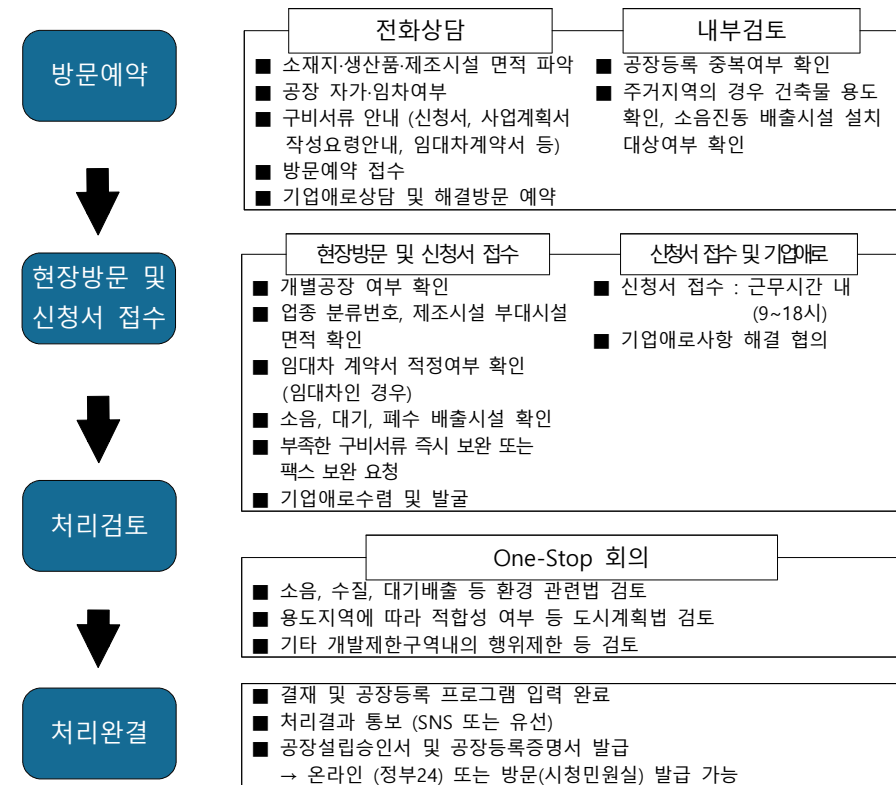 방문예약
전화상담
■ 소재지·생산품·제조시설 면적 파악
■ 공장 자가·임차여부
■ 구비서류 안내 (신청서, 사업계획서
작성요령안내, 임대차계약서 등)
■ 방문예약 접수
■ 기업애로상담 및 해결방문 예약
내부검토
■ 공장등록 중복여부 확인
■ 주거지역의 경우 건축물 용도
확인, 소음진동 배출시설 설치
대상여부 확인
현장방문 및
신청서 접수
현장방문 및 신청서 접수
■ 개별공장 여부 확인
■ 업종 분류번호, 제조시설 부대시설
면적 확인
■ 임대차 계약서 적정여부 확인
(임대차인 경우)
■ 소음, 대기, 폐수 배출시설 확인
■ 부족한 구비서류 즉시 보완 또는
팩스 보완 요청
■ 기업애로수렴 및 발굴
신청서 접수 및 기업애로
■ 신청서 접수 : 근무시간 내
(9~18시)
■ 기업애로사항 해결 협의
처리검토
One-Stop 회의
■ 소음, 수질, 대기배출 등 환경 관련법 검토
■ 용도지역에 따라 적합성 여부 등 도시계획법 검토
■ 기타 개발제한구역내의 행위제한 등 검토
처리완결
■ 결재 및 공장등록 프로그램 입력 완료
■ 처리결과 통보 (SNS 또는 유선)
■ 공장설립승인서 및 공장등록증명서 발급
→ 온라인 (정부24) 또는 방문(시청민원실) 발급 가능